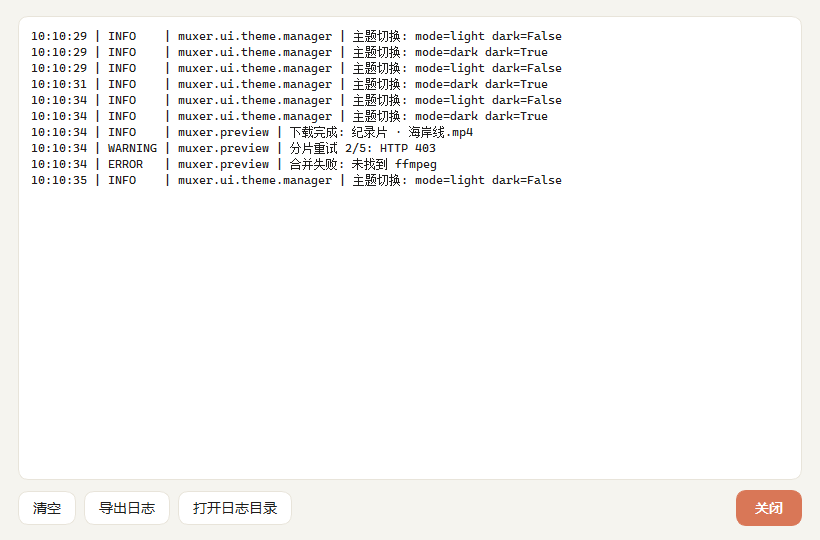 10:10:29 | INFO    | muxer.ui.theme.manager | 主题切换: mode=light dark=False
10:10:29 | INFO    | muxer.ui.theme.manager | 主题切换: mode=dark dark=True
10:10:29 | INFO    | muxer.ui.theme.manager | 主题切换: mode=light dark=False
10:10:31 | INFO    | muxer.ui.theme.manager | 主题切换: mode=dark dark=True
10:10:34 | INFO    | muxer.ui.theme.manager | 主题切换: mode=light dark=False
10:10:34 | INFO    | muxer.ui.theme.manager | 主题切换: mode=dark dark=True
10:10:34 | INFO    | muxer.preview | 下载完成: 纪录片 · 海岸线.mp4
10:10:34 | WARNING | muxer.preview | 分片重试 2/5: HTTP 403
10:10:34 | ERROR   | muxer.preview | 合并失败: 未找到 ffmpeg
10:10:35 | INFO    | muxer.ui.theme.manager | 主题切换: mode=light dark=False
清空 导出日志 打开日志目录 关闭